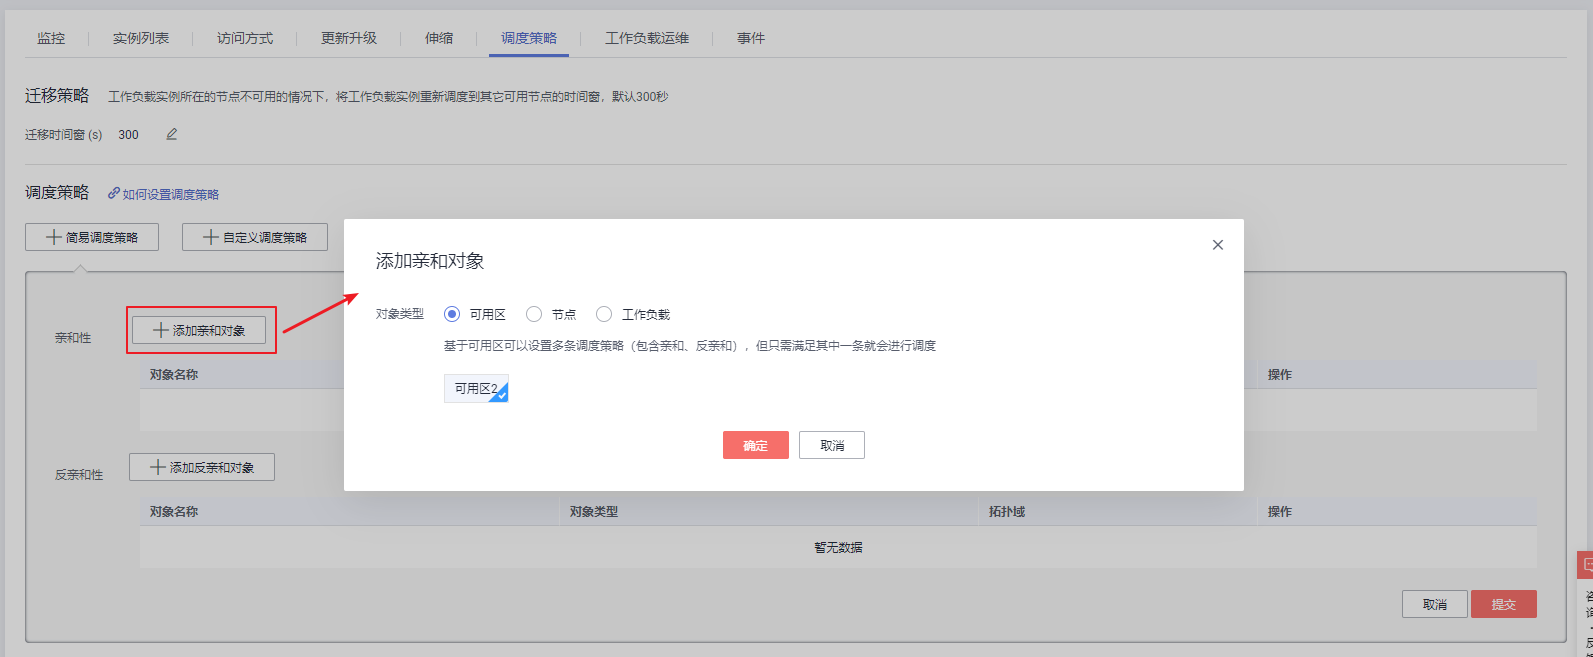 监控 实例列表 访问方式 更新升级 伸缩 调度策略 工作负载运维 事件
迁移策略 工作负载实例所在的节点不可用的情况下，将工作负载实例重新调度到其它可用节点的时间窗，默认300秒
迁移时间窗 (s) 300
调度策略 如何设置调度策略
简易调度策略 自定义调度策略
添加亲和对象
对象类型 可用区 节点 工作负载
基于可用区可以设置多条调度策略（包含亲和、反亲和），但只需满足其中一条就会进行调度
可用区2
确定 取消
亲和性 添加亲和对象
对象名称 操作
反亲和性 添加反亲和对象
对象名称 对象类型 拓扑域 操作
暂无数据
取消 提交